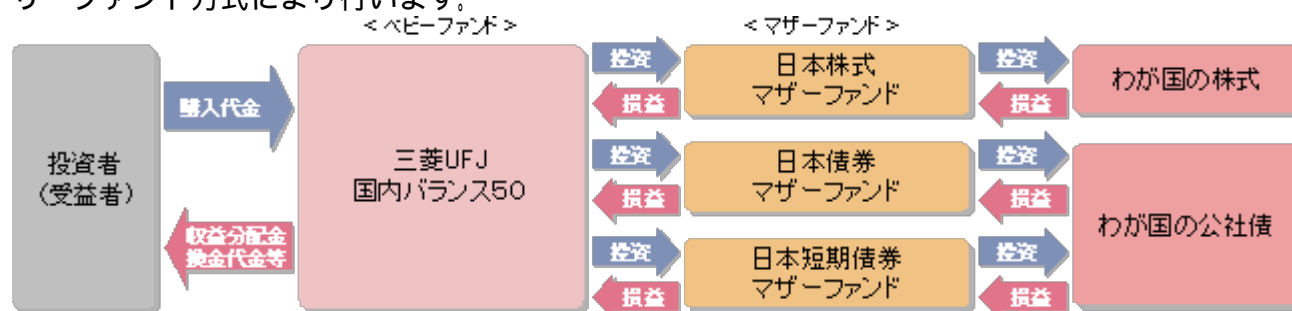 ザーファンド方式により行います。
<ベビーファンド>
<マザーファンド>
投資者
(受益者)
購入代金
収益分配金
換金代金等
三菱UFJ
国内バランス50
投資
損益
日本株式
マザーファンド
投資
損益
わが国の株式
投資
損益
日本債券
マザーファンド
投資
損益
投資
損益
日本短期債券
マザーファンド
投資
損益
わが国の公社債